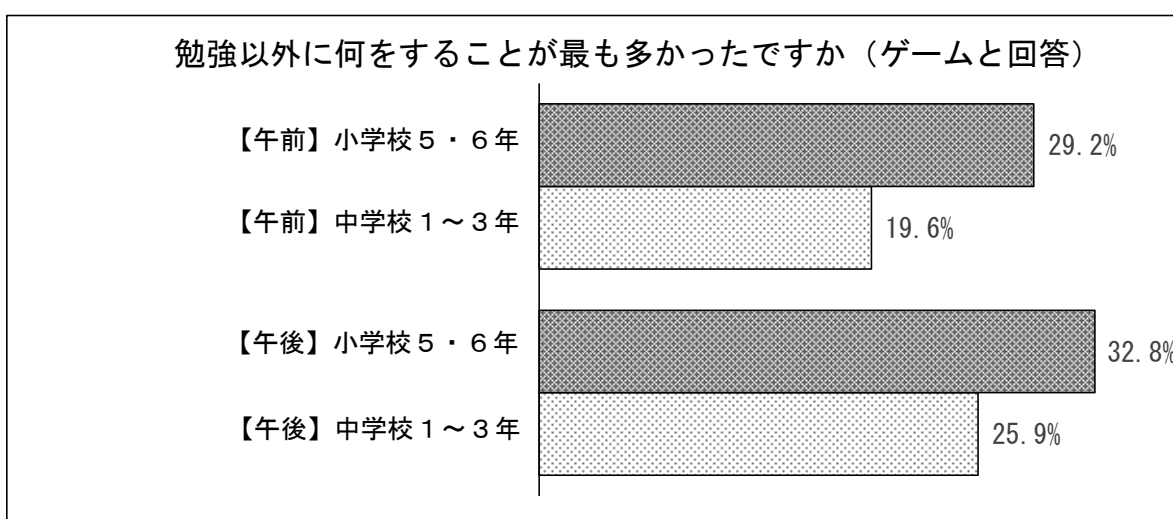 勉強以外に何をすることが最も多かったですか（ゲームと回答）
【午前】小学校５・６年
29.2%
【午前】中学校１～３年
19.6%
【午後】小学校５・６年
32.8%
【午後】中学校１～３年
25.9%